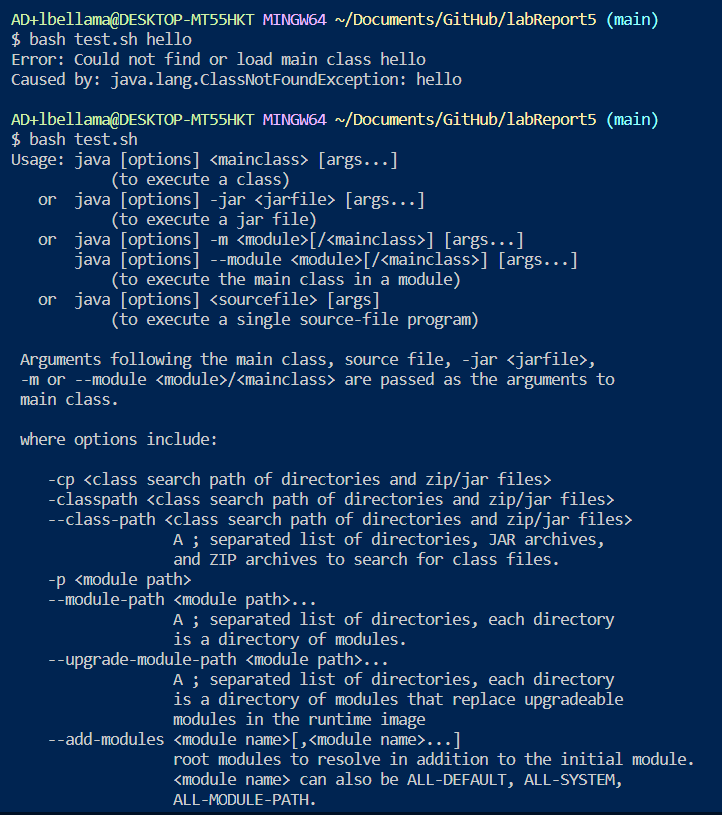 AD+lbellama@DESKTOP-MT55HKT MINGW64 ~/Documents/GitHub/labReport5 (main)
$ bash test.sh hello
Error: Could not find or load main class hello
Caused by: java.lang.ClassNotFoundException: hello

AD+lbellama@DESKTOP-MT55HKT MINGW64 ~/Documents/GitHub/labReport5 (main)
$ bash test.sh
Usage: java [options] <mainclass> [args...]
           (to execute a class)
   or  java [options] -jar <jarfile> [args...]
           (to execute a jar file)
   or  java [options] -m <module>[/<mainclass>] [args...]
       java [options] --module <module>[/<mainclass>] [args...]
           (to execute the main class in a module)
   or  java [options] <sourcefile> [args]
           (to execute a single source-file program)

 Arguments following the main class, source file, -jar <jarfile>,
 -m or --module <module>/<mainclass> are passed as the arguments to
 main class.

 where options include:

    -cp <class search path of directories and zip/jar files>
    -classpath <class search path of directories and zip/jar files>
    --class-path <class search path of directories and zip/jar files>
                  A ; separated list of directories, JAR archives,
                  and ZIP archives to search for class files.
    -p <module path>
    --module-path <module path>...
                  A ; separated list of directories, each directory
                  is a directory of modules.
    --upgrade-module-path <module path>...
                  A ; separated list of directories, each directory
                  is a directory of modules that replace upgradeable
                  modules in the runtime image
    --add-modules <module name>[,<module name>...]
                  root modules to resolve in addition to the initial module.
                  <module name> can also be ALL-DEFAULT, ALL-SYSTEM,
                  ALL-MODULE-PATH.